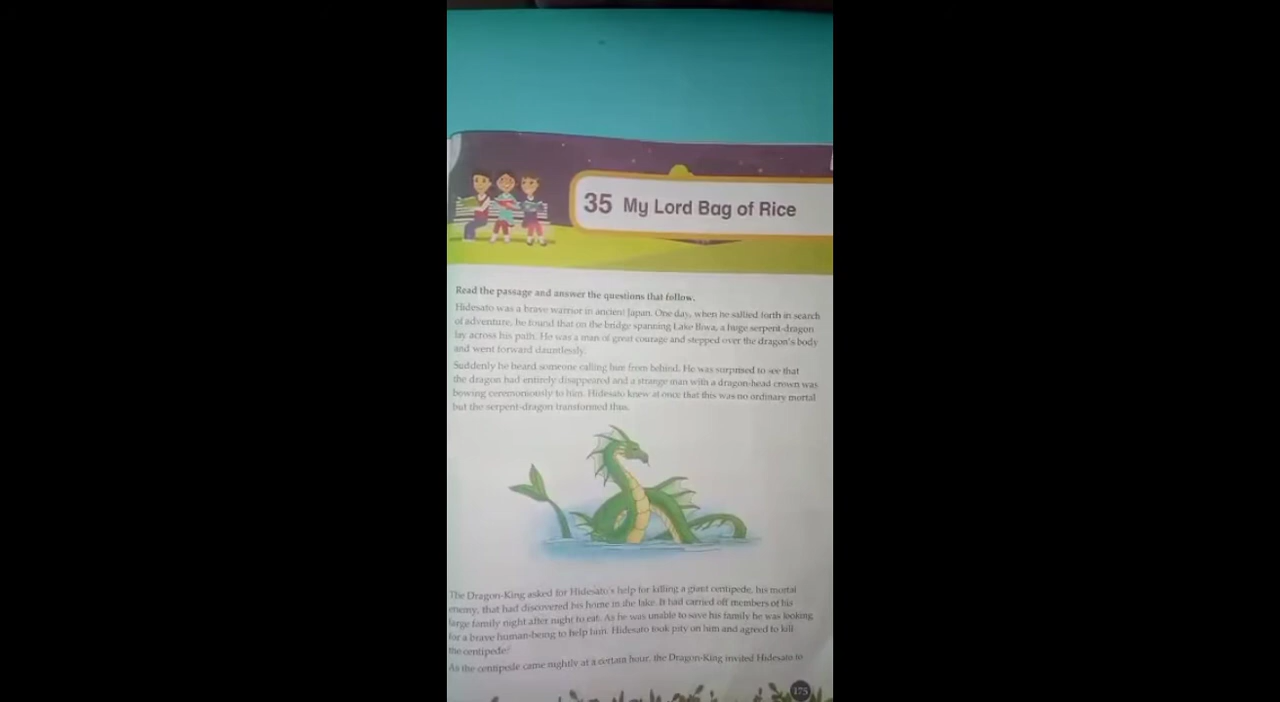 35 My Lord Bag of Rice
Read the passage and answer the questions that follow.
Hidesato was a brave warrior in ancient Japan. One day, when he sallied forth in search
of adventure, he found that on the bridge spanning Lake Biwa, a huge serpent-dragon
lay across his path. He was a man of great courage and stepped over the dragon's body
and went forward dauntlessly.
Suddenly he heard someone calling him from behind. He was surprised to see that
the dragon had entirely disappeared and a strange man with a dragon-head crown was
bowing ceremoniously to him. Hidesato knew at once that this was no ordinary mortal
but the serpent-dragon transformed thus.
The Dragon-King asked for Hidesato's help for killing a giant centipede, his mortal
enemy, that had discovered his home in the lake. It had carried off members of his
large family night after night to eat. As he was unable to save his family he was looking
for a brave human-being to help him. Hidesato took pity on him and agreed to kill
the centipede.
As the centipede came nightly at a certain hour, the Dragon-King invited Hidesato to
175